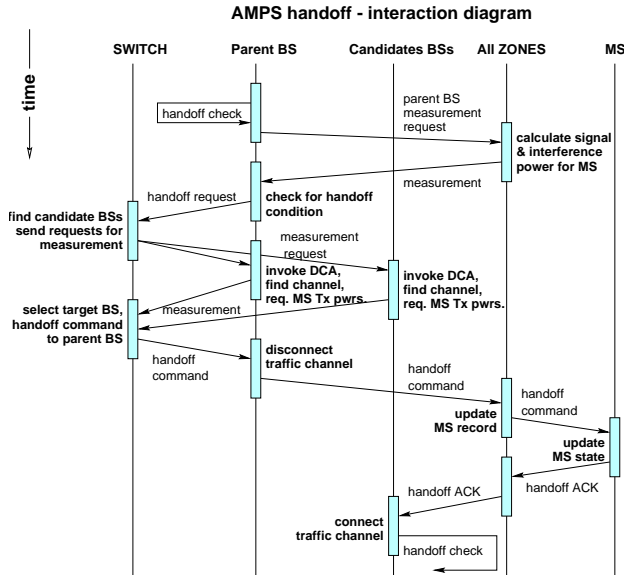 AMPS handoff - interaction diagram
SWITCH
Parent BS
Candidates BSs
All ZONES
MS
time
handoff check
parent BS
measurement
request
calculate signal
& interference
power for MS
measurement
handoff request
check for handoff
condition
find candidate BSs
send requests for
measurement
measurement
request
invoke DCA,
find channel,
req. MS Tx pwrs.
invoke DCA,
find channel,
req. MS Tx pwrs.
select target BS,
handoff command
to parent BS
measurement
handoff
command
disconnect
traffic channel
handoff
command
update
MS record
handoff
command
update
MS state
handoff ACK
handoff ACK
connect
traffic channel
handoff check